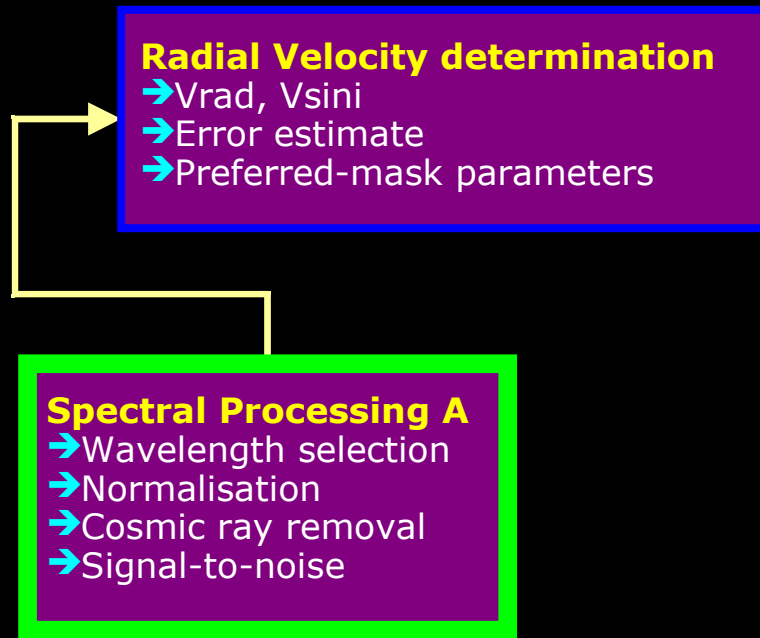 Radial Velocity determination
➔Vrad, Vsini
➔Error estimate
➔Preferred-mask parameters
Spectral Processing A
➔Wavelength selection
➔Normalisation
➔Cosmic ray removal
➔Signal-to-noise